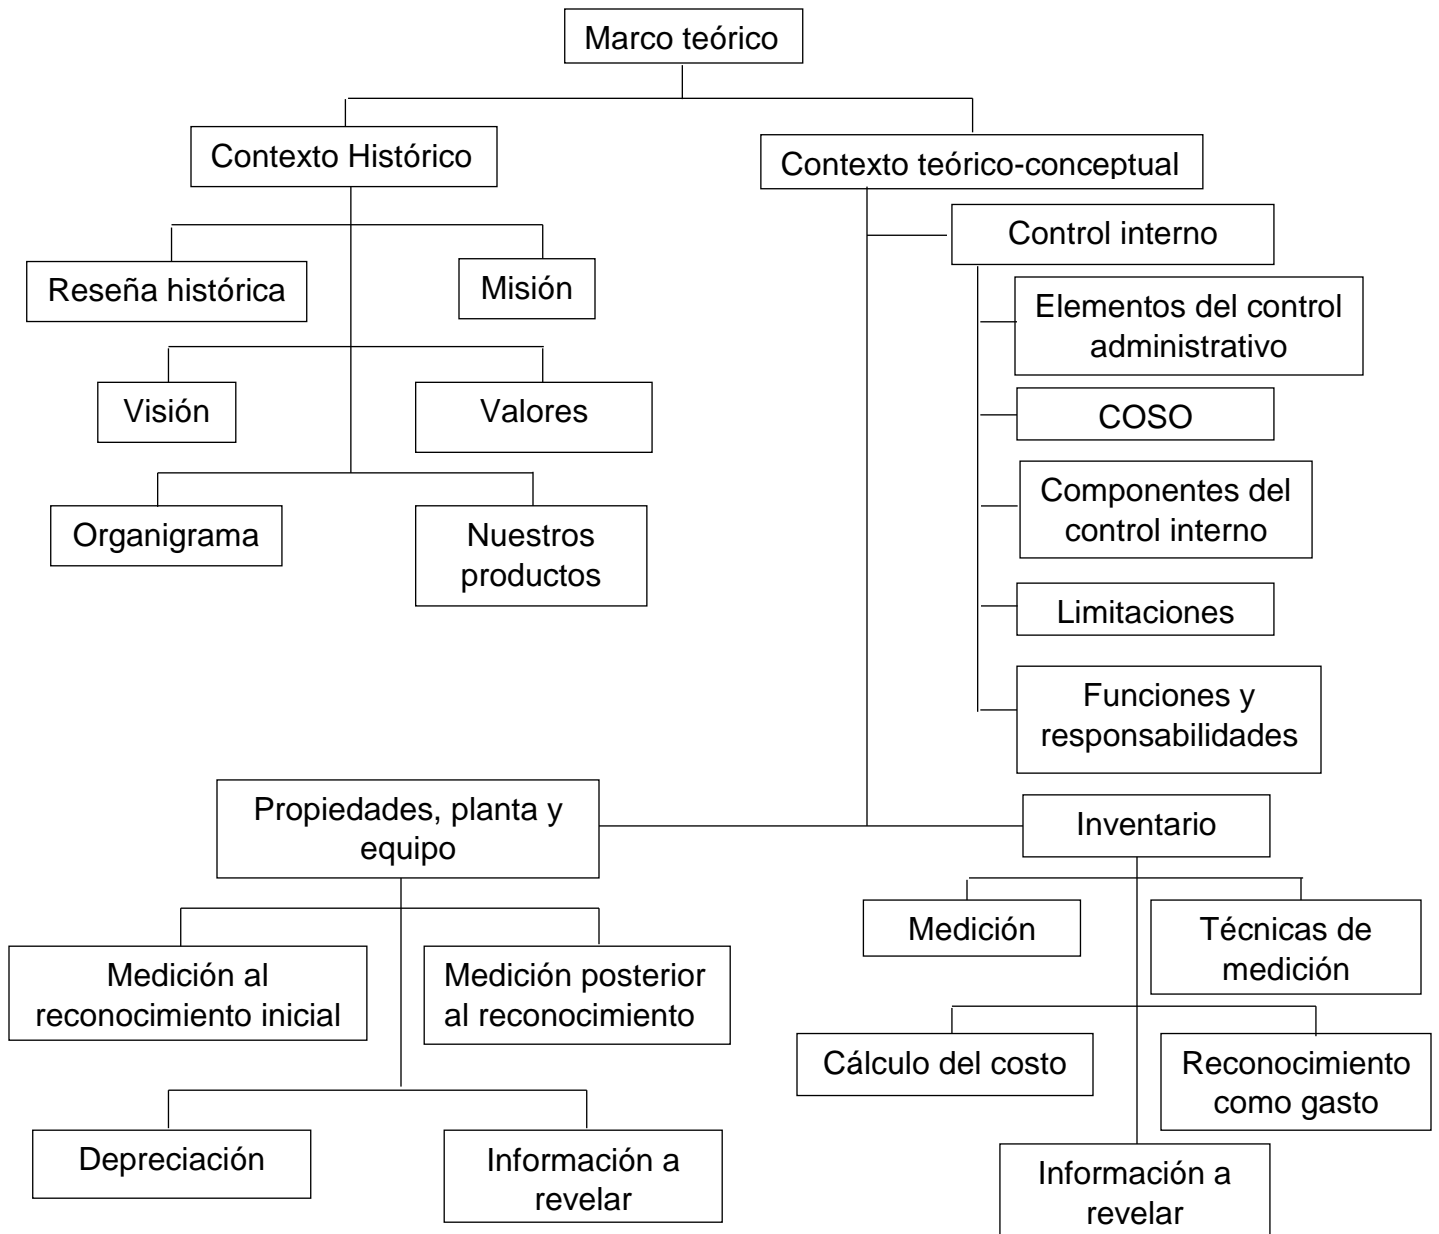 Marco teórico
Contexto Histórico
Contexto teórico-conceptual
Control interno
Reseña histórica
Misión
Elementos del control
administrativo
Visión
Valores
COSO
Componentes del
control interno
Organigrama
Nuestros
productos
Limitaciones
Funciones y
responsabilidades
Propiedades, planta y
equipo
Inventario
Medición
Técnicas de
medición
Medición al
reconocimiento inicial
Medición posterior
al reconocimiento
Cálculo del costo
Reconocimiento
como gasto
Depreciación
Información a
revelar
Información a
revelar